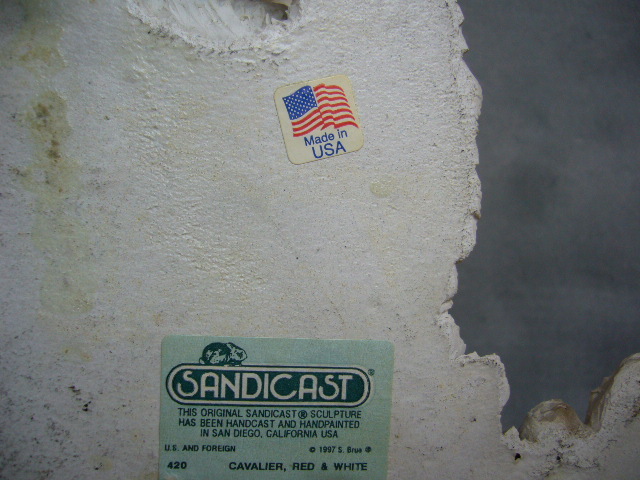 Made in
USA
SANDICAST®
THIS ORIGINAL SANDICAST® SCULPTURE
HAS BEEN HANDCAST AND HANDPAINTED
IN SAN DIEGO, CALIFORNIA USA
U.S. AND FOREIGN © 1997 S. Brue ®
420 CAVALIER, RED & WHITE